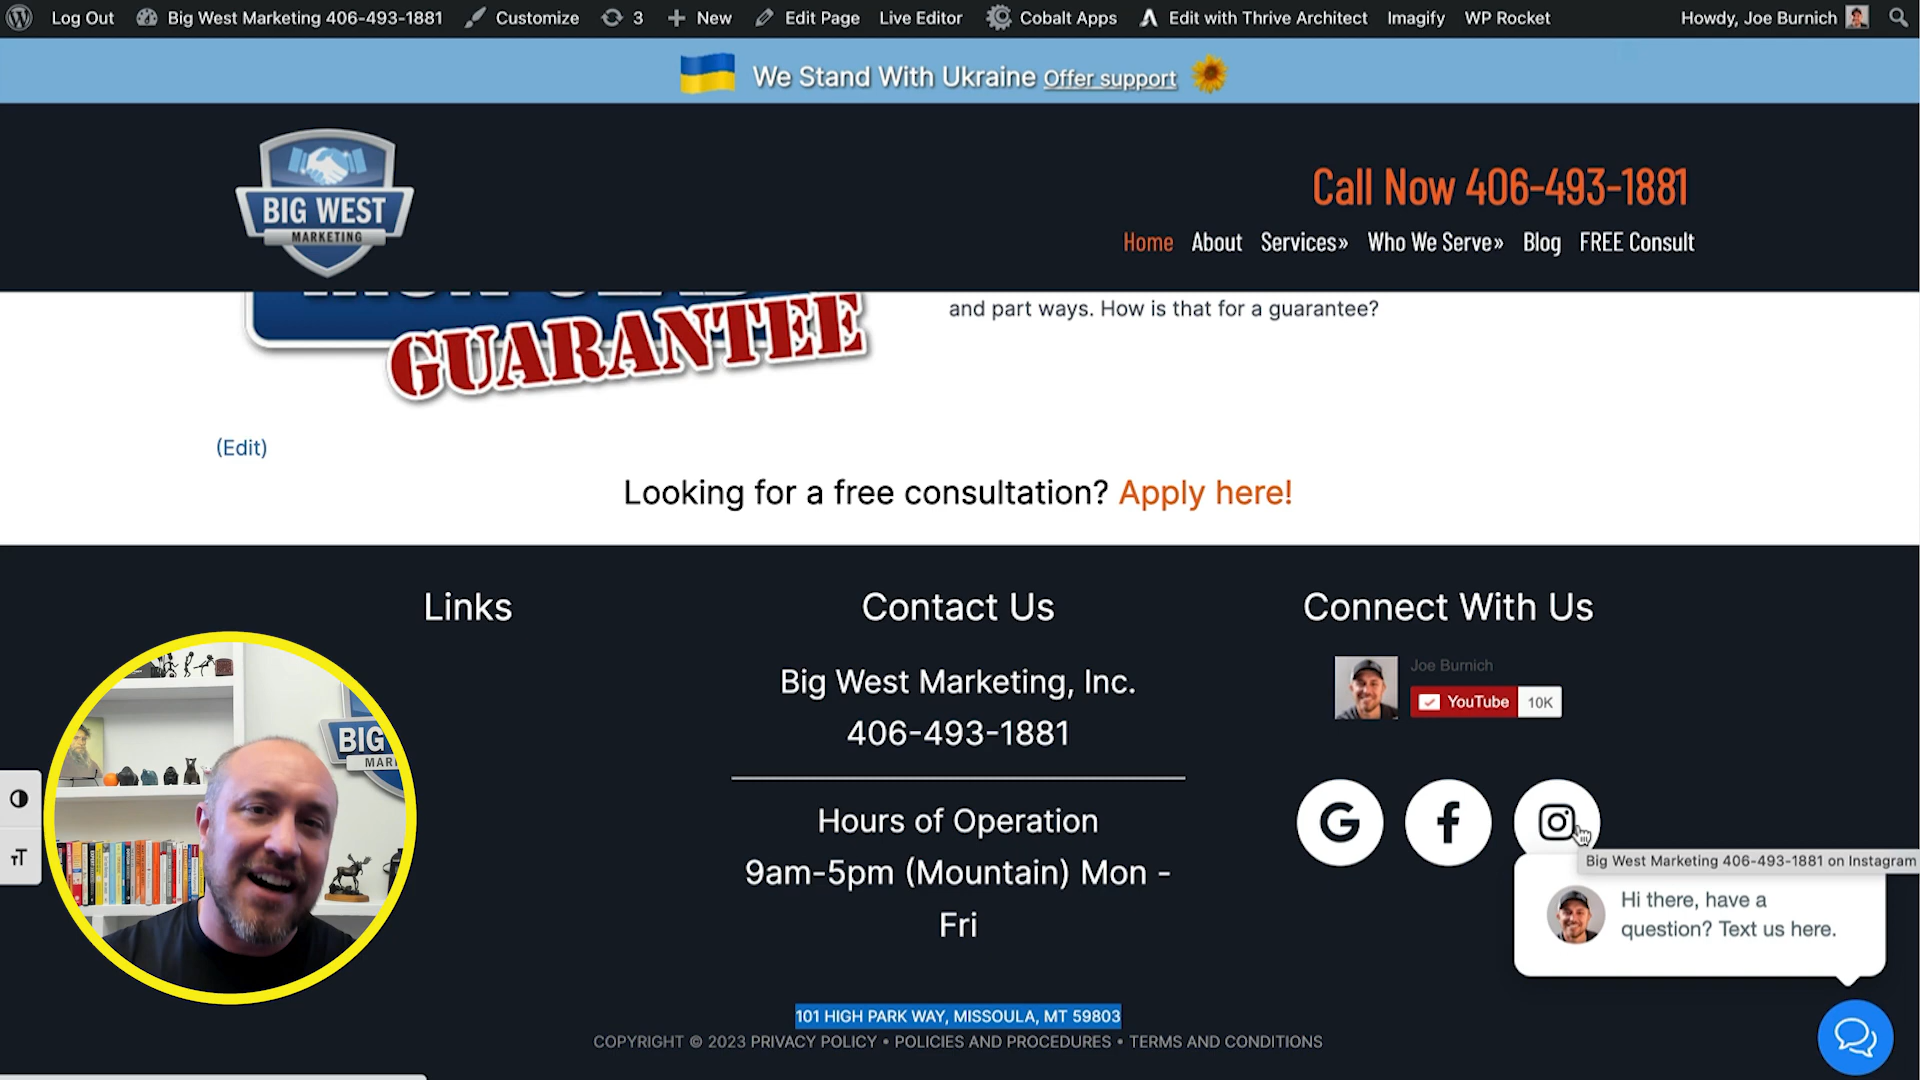 Log Out
Big West Marketing 406-493-1881
Customize
3
New
Edit Page
Live Editor
Cobalt Apps
Edit with Thrive Architect
Imagify
WP Rocket
Howdy, Joe Burnich
We Stand With Ukraine Offer support
BIG WEST
MARKETING
Call Now 406-493-1881
Home
About
Services»
Who We Serve»
Blog
FREE Consult
GUARANTEE
and part ways. How is that for a guarantee?
(Edit)
Looking for a free consultation? Apply here!
Links
Contact Us
Big West Marketing, Inc.
406-493-1881
Hours of Operation
9am-5pm (Mountain) Mon -
Fri
Connect With Us
Joe Burnich
YouTube 10K
Big West Marketing 406-493-1881 on Instagram
Hi there, have a
question? Text us here.
BIG
MAR
101 HIGH PARK WAY, MISSOULA, MT 59803
COPYRIGHT © 2023 PRIVACY POLICY • POLICIES AND PROCEDURES • TERMS AND CONDITIONS